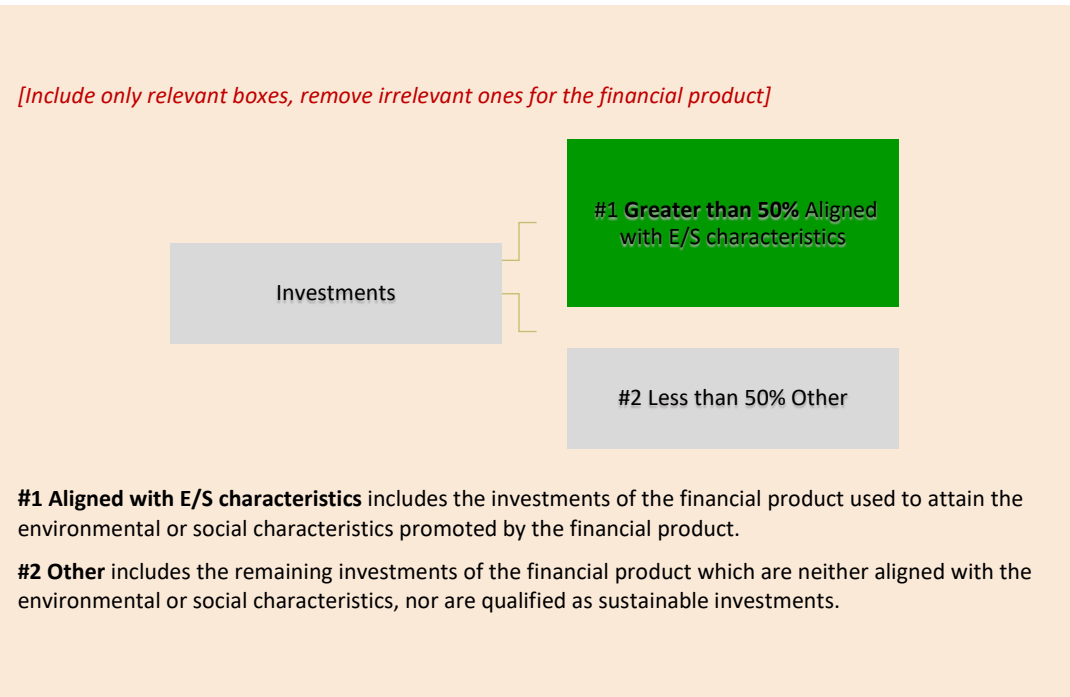 [Include only relevant boxes, remove irrelevant ones for the financial product]
#1 Greater than 50% Aligned
with E/S characteristics
Investments
#2 Less than 50% Other
#1 Aligned with E/S characteristics includes the investments of the financial product used to attain the
environmental or social characteristics promoted by the financial product.
#2 Other includes the remaining investments of the financial product which are neither aligned with the
environmental or social characteristics, nor are qualified as sustainable investments.